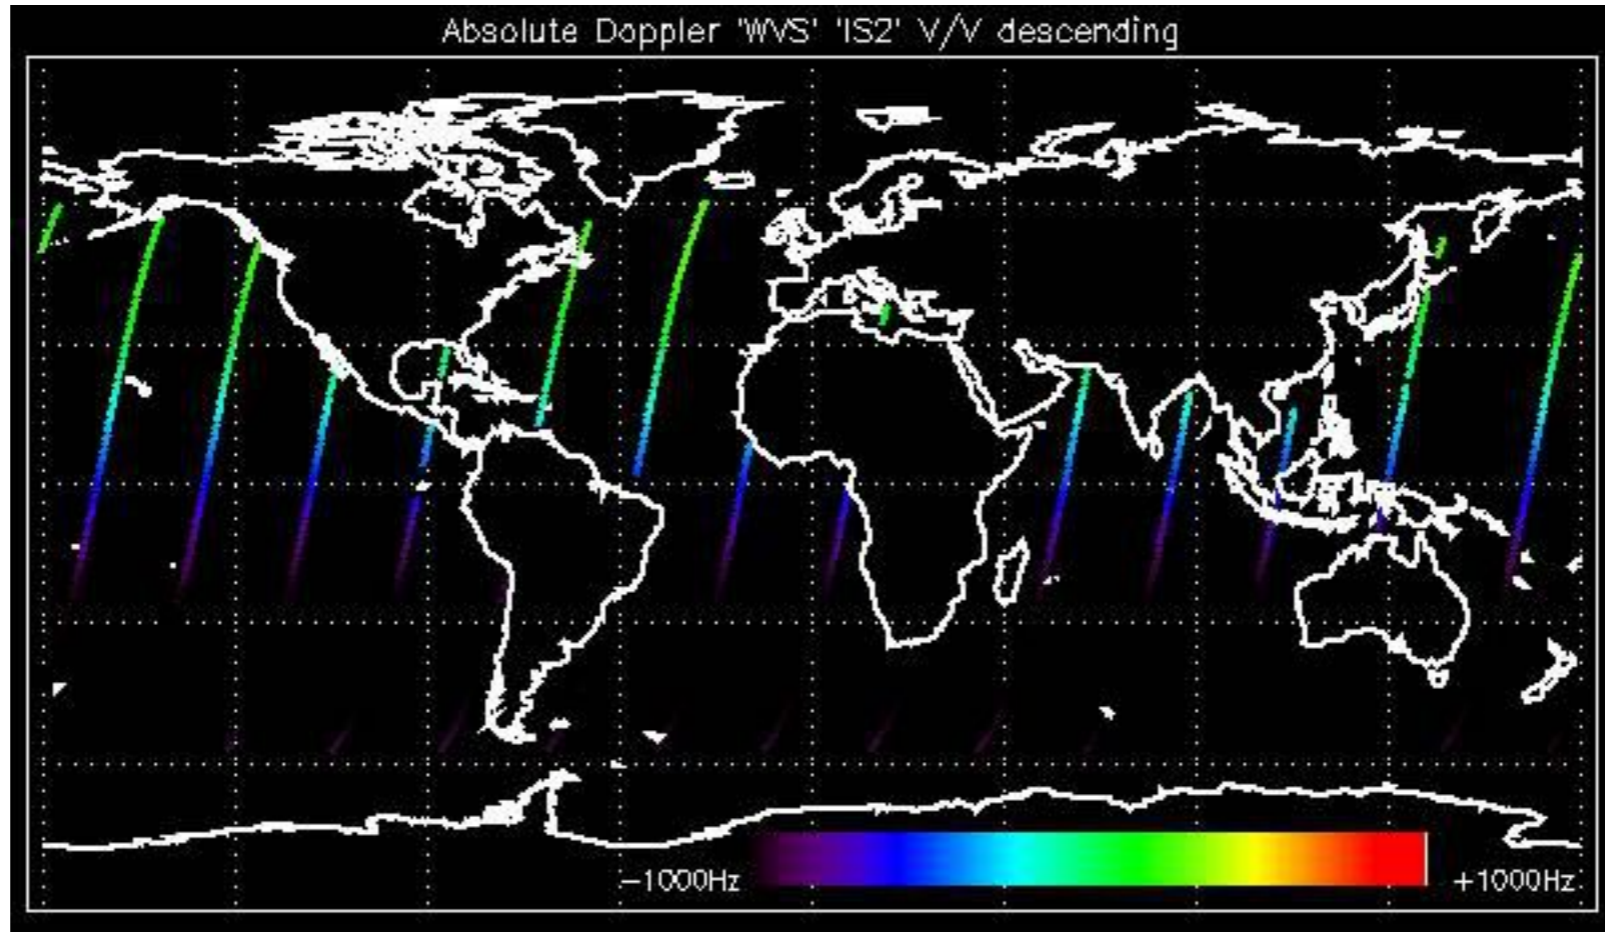 Absolute Doppler 'WVS' 'IS2' V/V descending
−1000Hz
+1000Hz